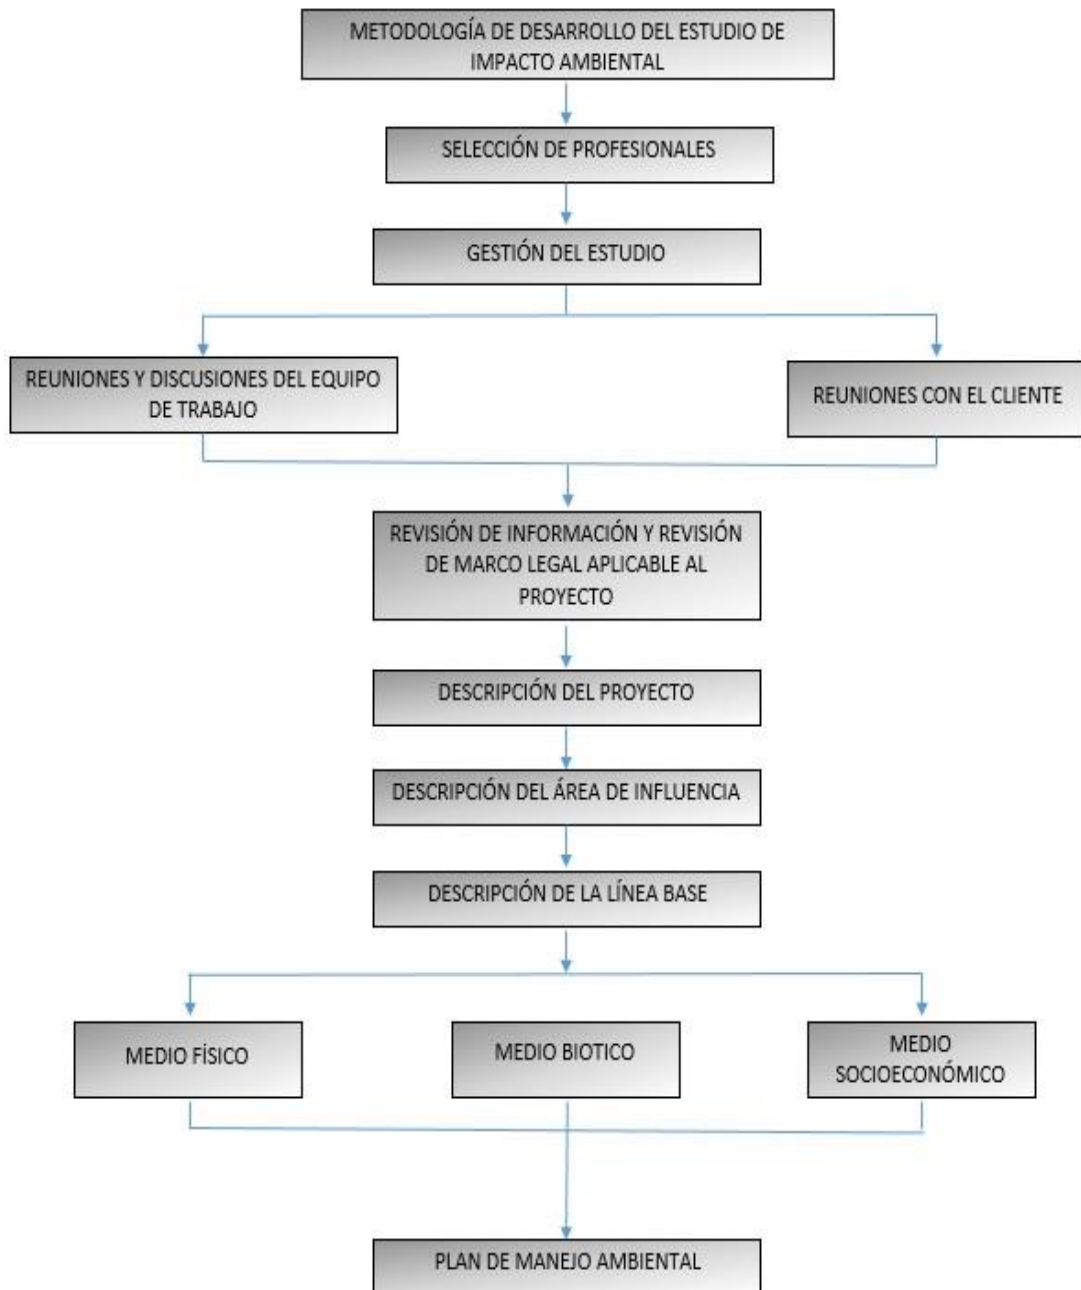 METODOLOGÍA DE DESARROLLO DEL ESTUDIO DE
IMPACTO AMBIENTAL
SELECCIÓN DE PROFESIONALES
GESTIÓN DEL ESTUDIO
REUNIONES Y DISCUSIONES DEL EQUIPO
DE TRABAJO
REUNIONES CON EL CLIENTE
REVISIÓN DE INFORMACIÓN Y REVISIÓN
DE MARCO LEGAL APLICABLE AL
PROYECTO
DESCRIPCIÓN DEL PROYECTO
DESCRIPCIÓN DEL ÁREA DE INFLUENCIA
DESCRIPCIÓN DE LA LÍNEA BASE
MEDIO FÍSICO
MEDIO BIOTICO
MEDIO
SOCIOECONÓMICO
PLAN DE MANEJO AMBIENTAL